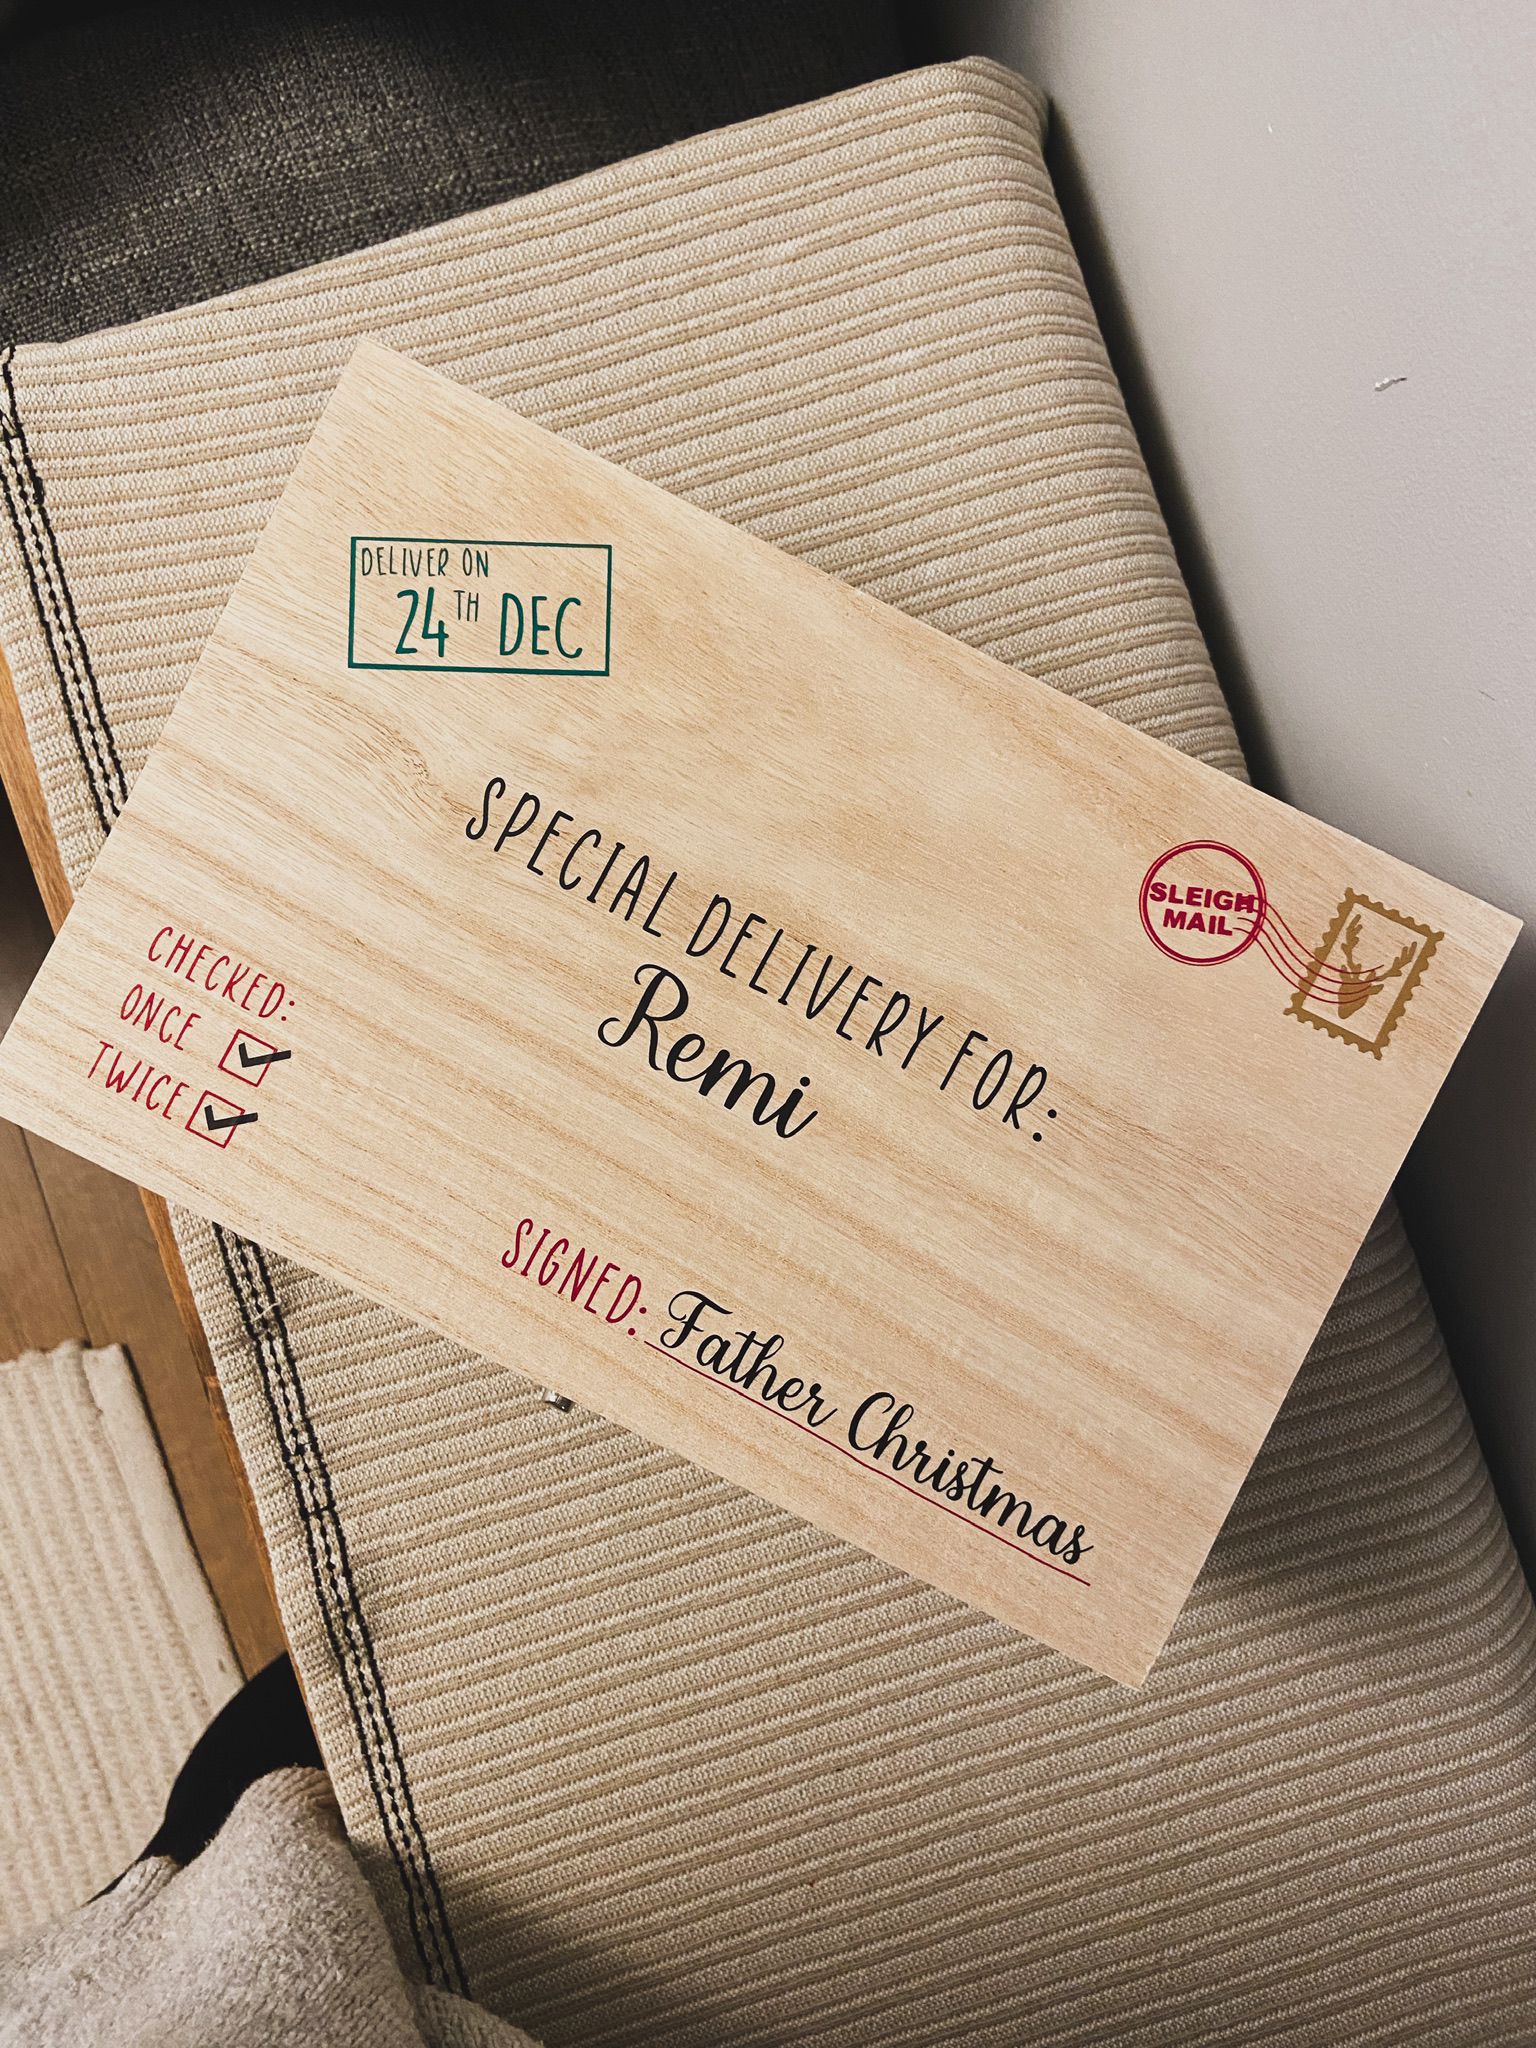 DELIVER ON
24TH DEC
SPECIAL DELIVERY FOR:
Remi
SLEIGH
MAIL
CHECKED:
ONCE
TWICE
SIGNED: Father Christmas